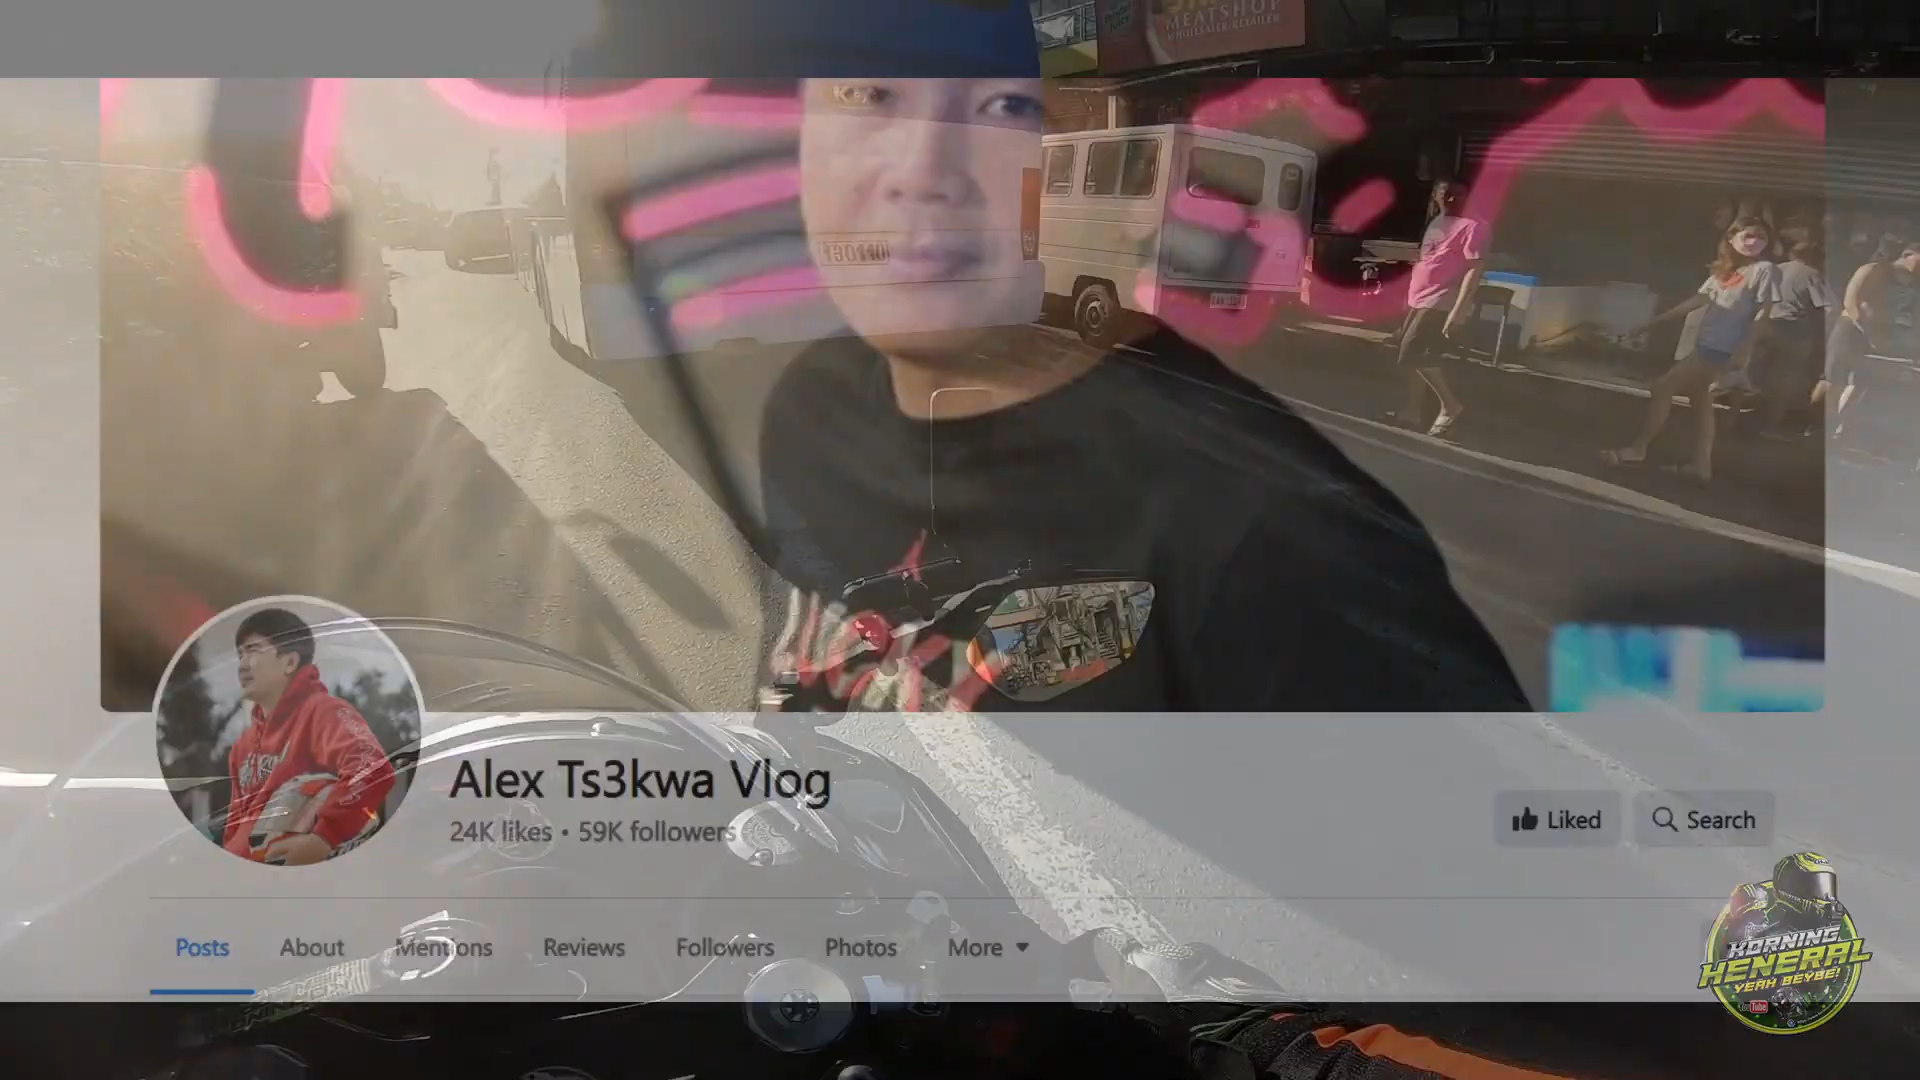 MEATSHOP
WHOLESALER-RETAILER
130110
Alex Ts3kwa Vlog
24K likes • 59K followers
Liked
Search
Posts
About
Mentions
Reviews
Followers
Photos
More
KORNING
HENERAL
YEAH BEYBE!